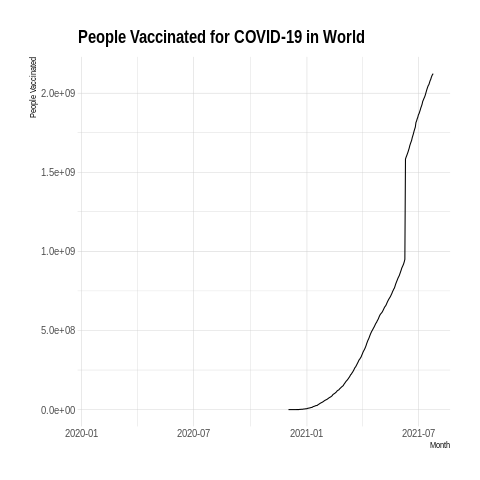 People Vaccinated for COVID-19 in World
People Vaccinated
2.0e+09
1.5e+09
1.0e+09
5.0e+08
0.0e+00
2020-01
2020-07
2021-01
2021-07
Month